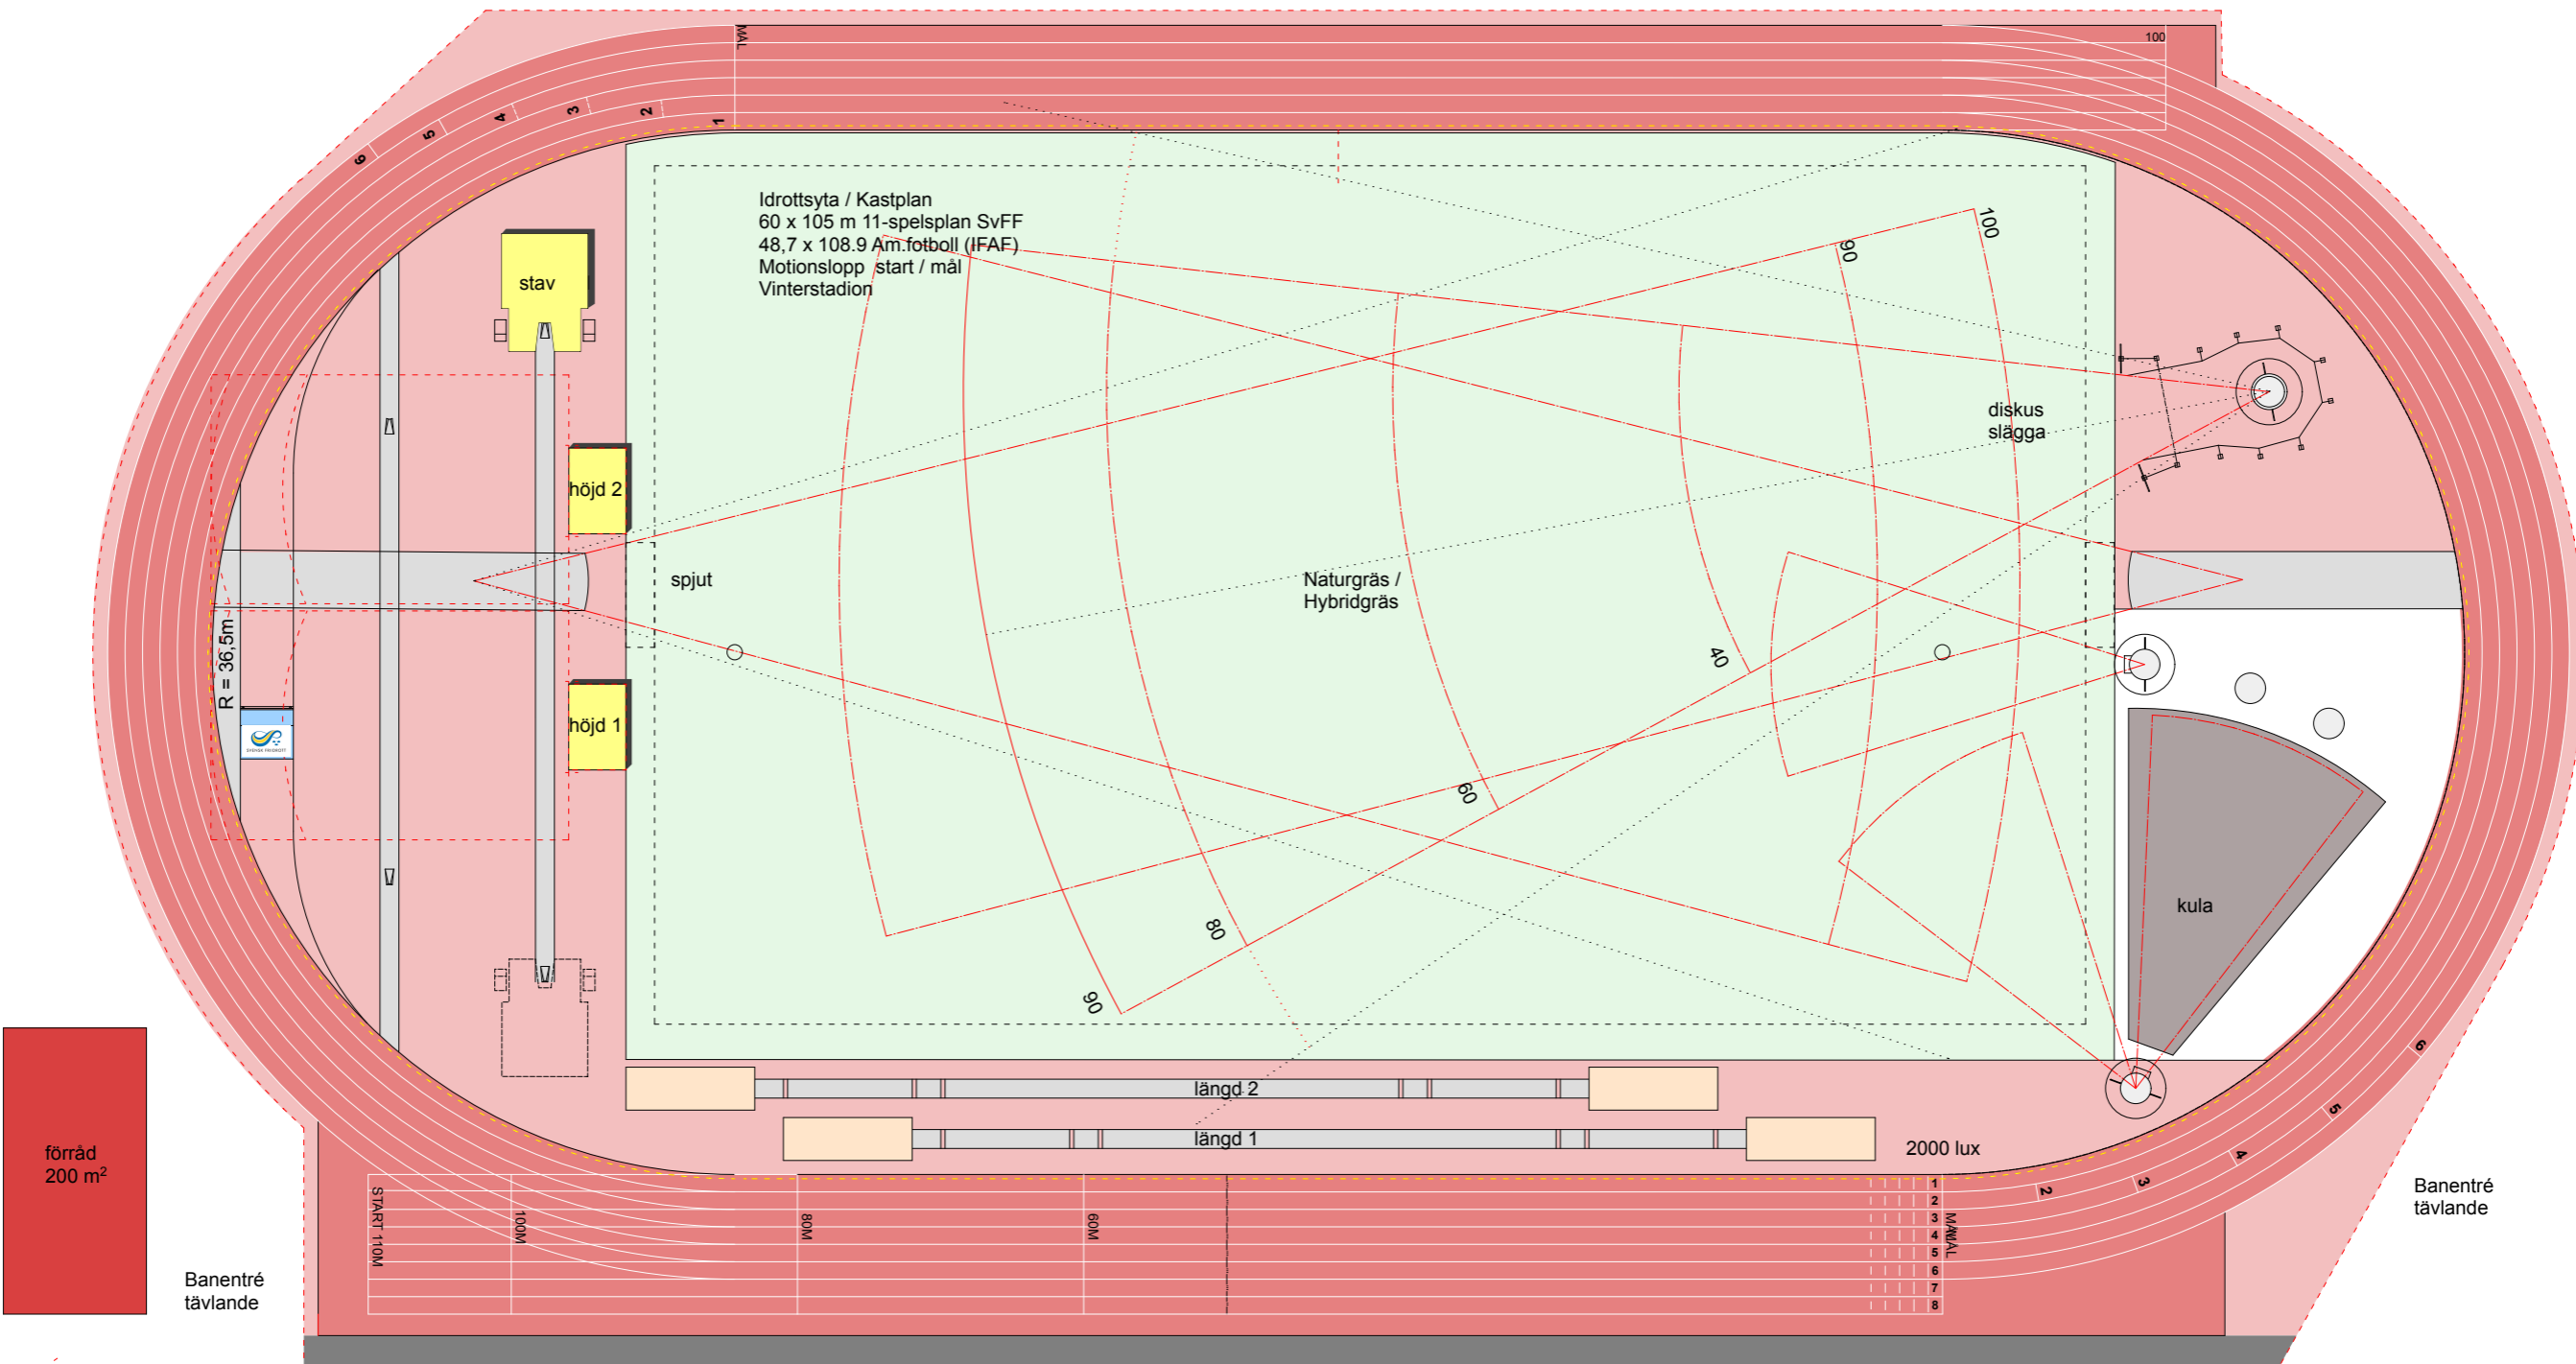 MÅL
100
6
5
4
3
2
1
Idrottsyta / Kastplan
60 x 105 m 11-spelsplan SvFF
48,7 x 108.9 Am.fotboll (IFAF)
Motionslopp start / mål
Vinterstadion
stav
100
90
diskus
slägga
höjd 2
spjut
Naturgräs /
Hybridgräs
R = 36,5m
40
höjd 1
SVENSK FRIIDROTT
60
kula
80
90
längd 2
längd 1
2000 lux
förråd
200 m²
Banentré
tävlande
START 110M
100M
80M
60M
MÅL
MÅL
1
2
3
4
5
6
7
8
2
3
4
5
6
Banentré
tävlande